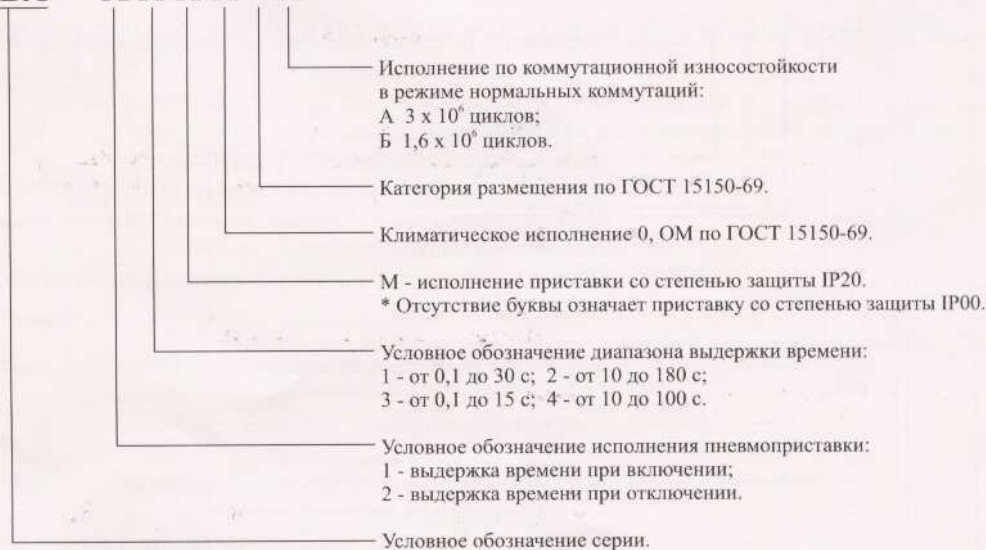 Исполнение по коммутационной износостойкости
в режиме нормальных коммутаций:
А 3 х 10⁶ циклов;
Б 1,6 х 10⁶ циклов.
Категория размещения по ГОСТ 15150-69.
Климатическое исполнение 0, ОМ по ГОСТ 15150-69.
М - исполнение приставки со степенью защиты IP20.
* Отсутствие буквы означает приставку со степенью защиты IP00.
Условное обозначение диапазона выдержки времени:
1 - от 0,1 до 30 с; 2 - от 10 до 180 с;
3 - от 0,1 до 15 с; 4 - от 10 до 100 с.
Условное обозначение исполнения пневмоприставки:
1 - выдержка времени при включении;
2 - выдержка времени при отключении.
Условное обозначение серии.